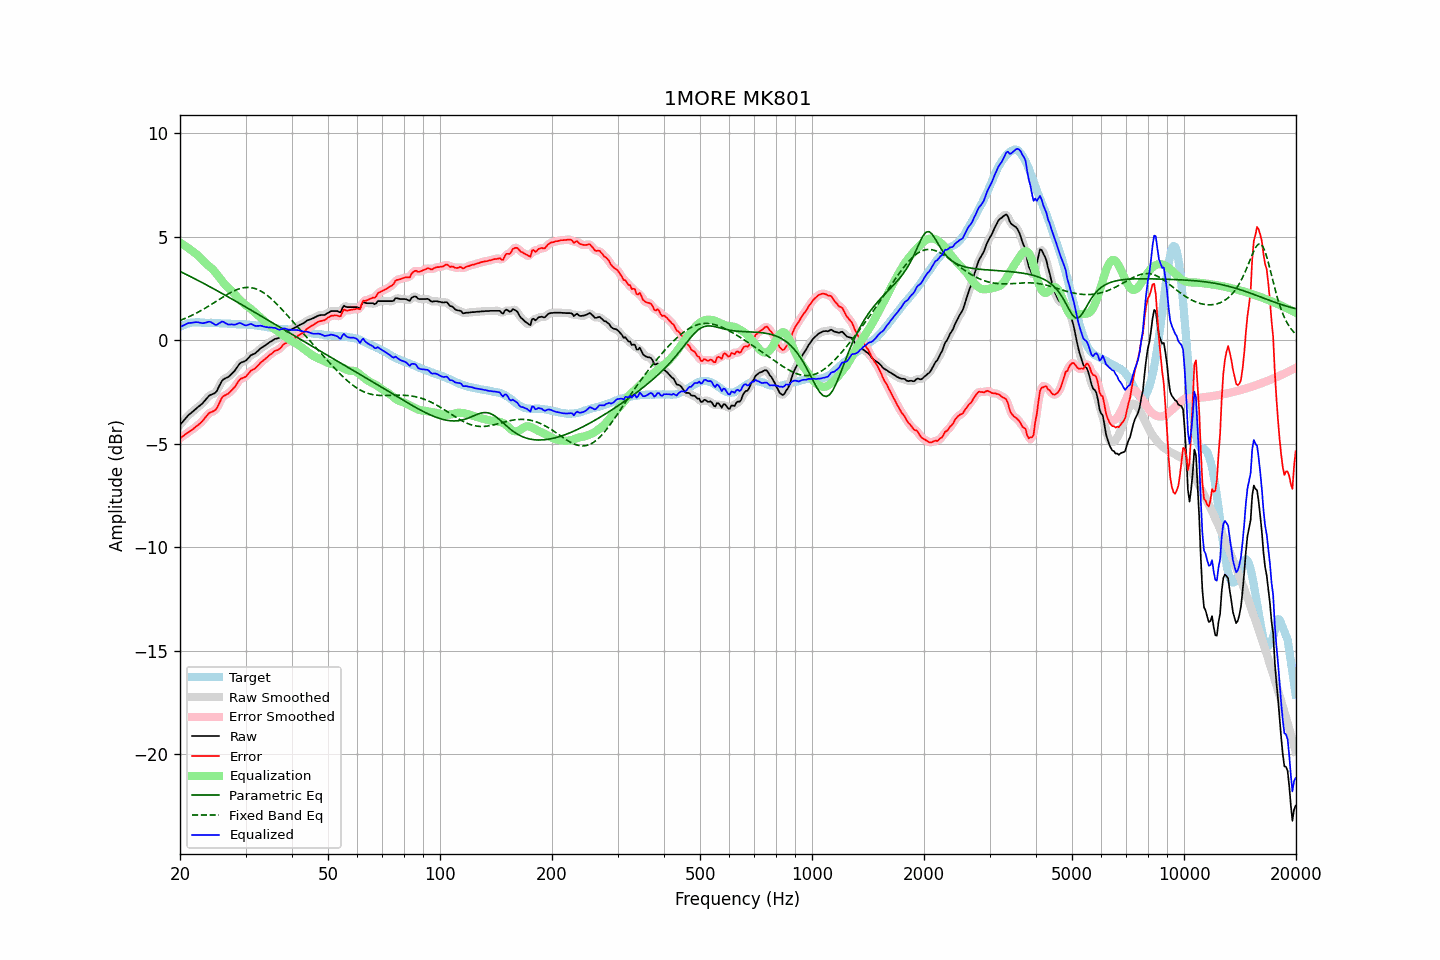 1MORE MK801
Amplitude (dBr)
10
5
0
−5
−10
−15
−20
Target
Raw Smoothed
Error Smoothed
Raw
Error
Equalization
Parametric Eq
Fixed Band Eq
Equalized
20 50 100 200 500 1000 2000 5000 10000 20000
Frequency (Hz)